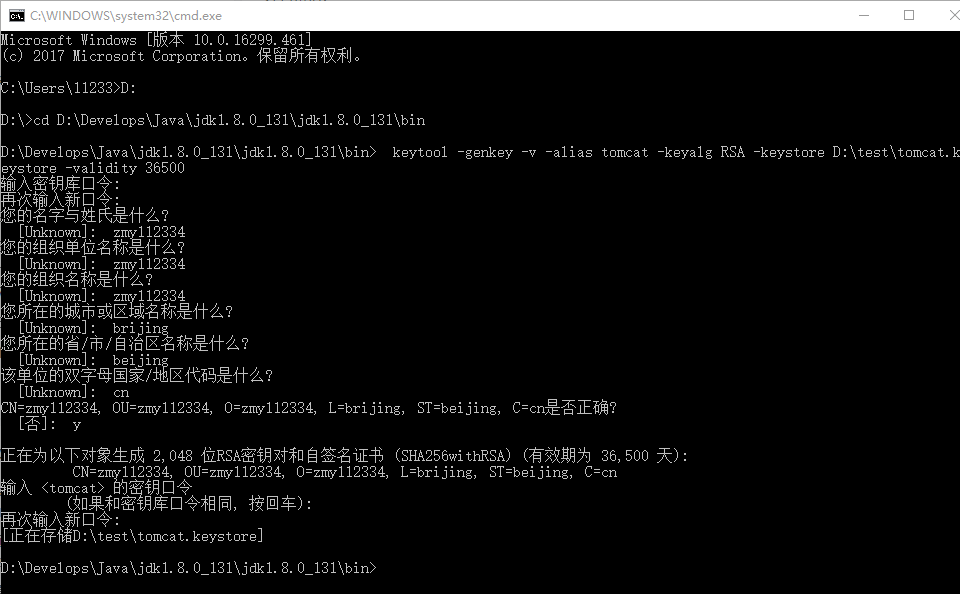 C:\WINDOWS\system32\cmd.exe
Microsoft Windows [版本 10.0.16299.461]
(c) 2017 Microsoft Corporation。保留所有权利。
C:\Users\11233>D:
D:\>cd D:\Develops\Java\jdk1.8.0_131\jdk1.8.0_131\bin
D:\Develops\Java\jdk1.8.0_131\jdk1.8.0_131\bin>  keytool -genkey -v -alias tomcat -keyalg RSA -keystore D:\test\tomcat.k
eystore -validity 36500
输入密钥库口令:
再次输入新口令:
您的名字与姓氏是什么?
  [Unknown]:  zmy112334
您的组织单位名称是什么?
  [Unknown]:  zmy112334
您的组织名称是什么?
  [Unknown]:  zmy112334
您所在的城市或区域名称是什么?
  [Unknown]:  brijing
您所在的省/市/自治区名称是什么?
  [Unknown]:  beijing
该单位的双字母国家/地区代码是什么?
  [Unknown]:  cn
CN=zmy112334, OU=zmy112334, O=zmy112334, L=brijing, ST=beijing, C=cn是否正确?
  [否]:  y
正在为以下对象生成 2,048 位RSA密钥对和自签名证书 (SHA256withRSA) (有效期为 36,500 天):
         CN=zmy112334, OU=zmy112334, O=zmy112334, L=brijing, ST=beijing, C=cn
输入 <tomcat> 的密钥口令
        (如果和密钥库口令相同, 按回车):
再次输入新口令:
[正在存储D:\test\tomcat.keystore]
D:\Develops\Java\jdk1.8.0_131\jdk1.8.0_131\bin>